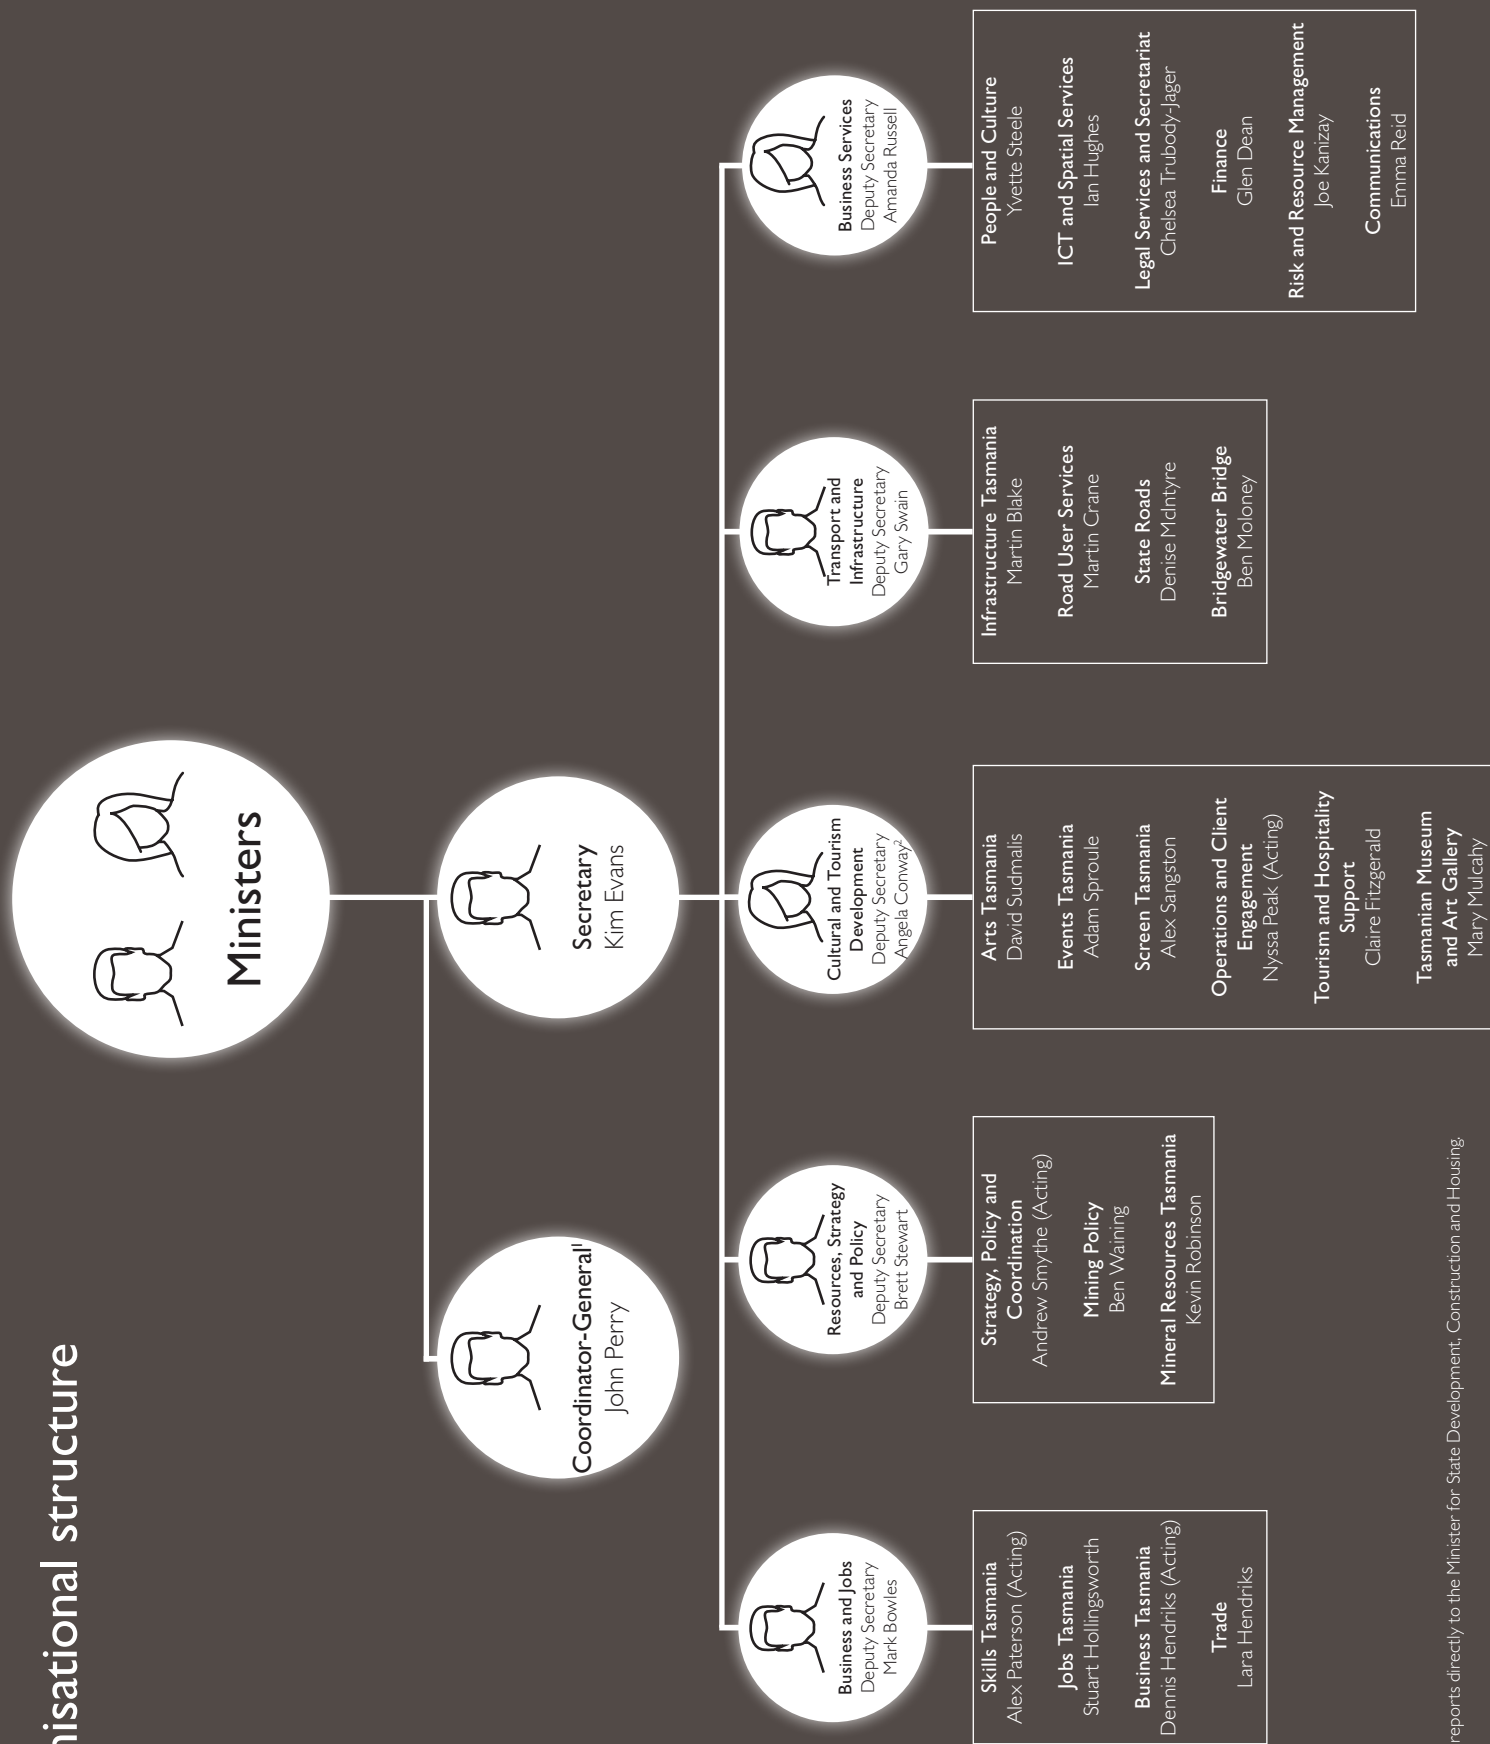 nisational structure
Ministers
Coordinator-General¹
John Perry
Secretary
Kim Evans
Business and Jobs
Deputy Secretary
Mark Bowles
Resources, Strategy
and Policy
Deputy Secretary
Brett Stewart
Cultural and Tourism
Development
Deputy Secretary
Angela Conway²
Transport and
Infrastructure
Deputy Secretary
Gary Swain
Business Services
Deputy Secretary
Amanda Russell
Skills Tasmania
Alex Paterson (Acting)
Jobs Tasmania
Stuart Hollingsworth
Business Tasmania
Dennis Hendriks (Acting)
Trade
Lara Hendriks
Strategy, Policy and
Coordination
Andrew Smythe (Acting)
Mining Policy
Ben Waining
Mineral Resources Tasmania
Kevin Robinson
Arts Tasmania
David Sudmalis
Events Tasmania
Adam Sproule
Screen Tasmania
Alex Sangston
Operations and Client
Engagement
Nyssa Peak (Acting)
Tourism and Hospitality
Support
Claire Fitzgerald
Tasmanian Museum
and Art Gallery
Mary Mulcahy
Infrastructure Tasmania
Martin Blake
Road User Services
Martin Crane
State Roads
Denise McIntyre
Bridgewater Bridge
Ben Moloney
People and Culture
Yvette Steele
ICT and Spatial Services
Ian Hughes
Legal Services and Secretariat
Chelsea Trubody-Jager
Finance
Glen Dean
Risk and Resource Management
Joe Kanizay
Communications
Emma Reid
reports directly to the Minister for State Development, Construction and Housing.